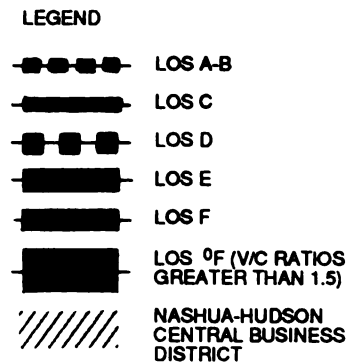 LEGEND
LOS A-B
LOS C
LOS D
LOS E
LOS F
LOS ⁰F (V/C RATIOS
GREATER THAN 1.5)
NASHUA-HUDSON
CENTRAL BUSINESS
DISTRICT